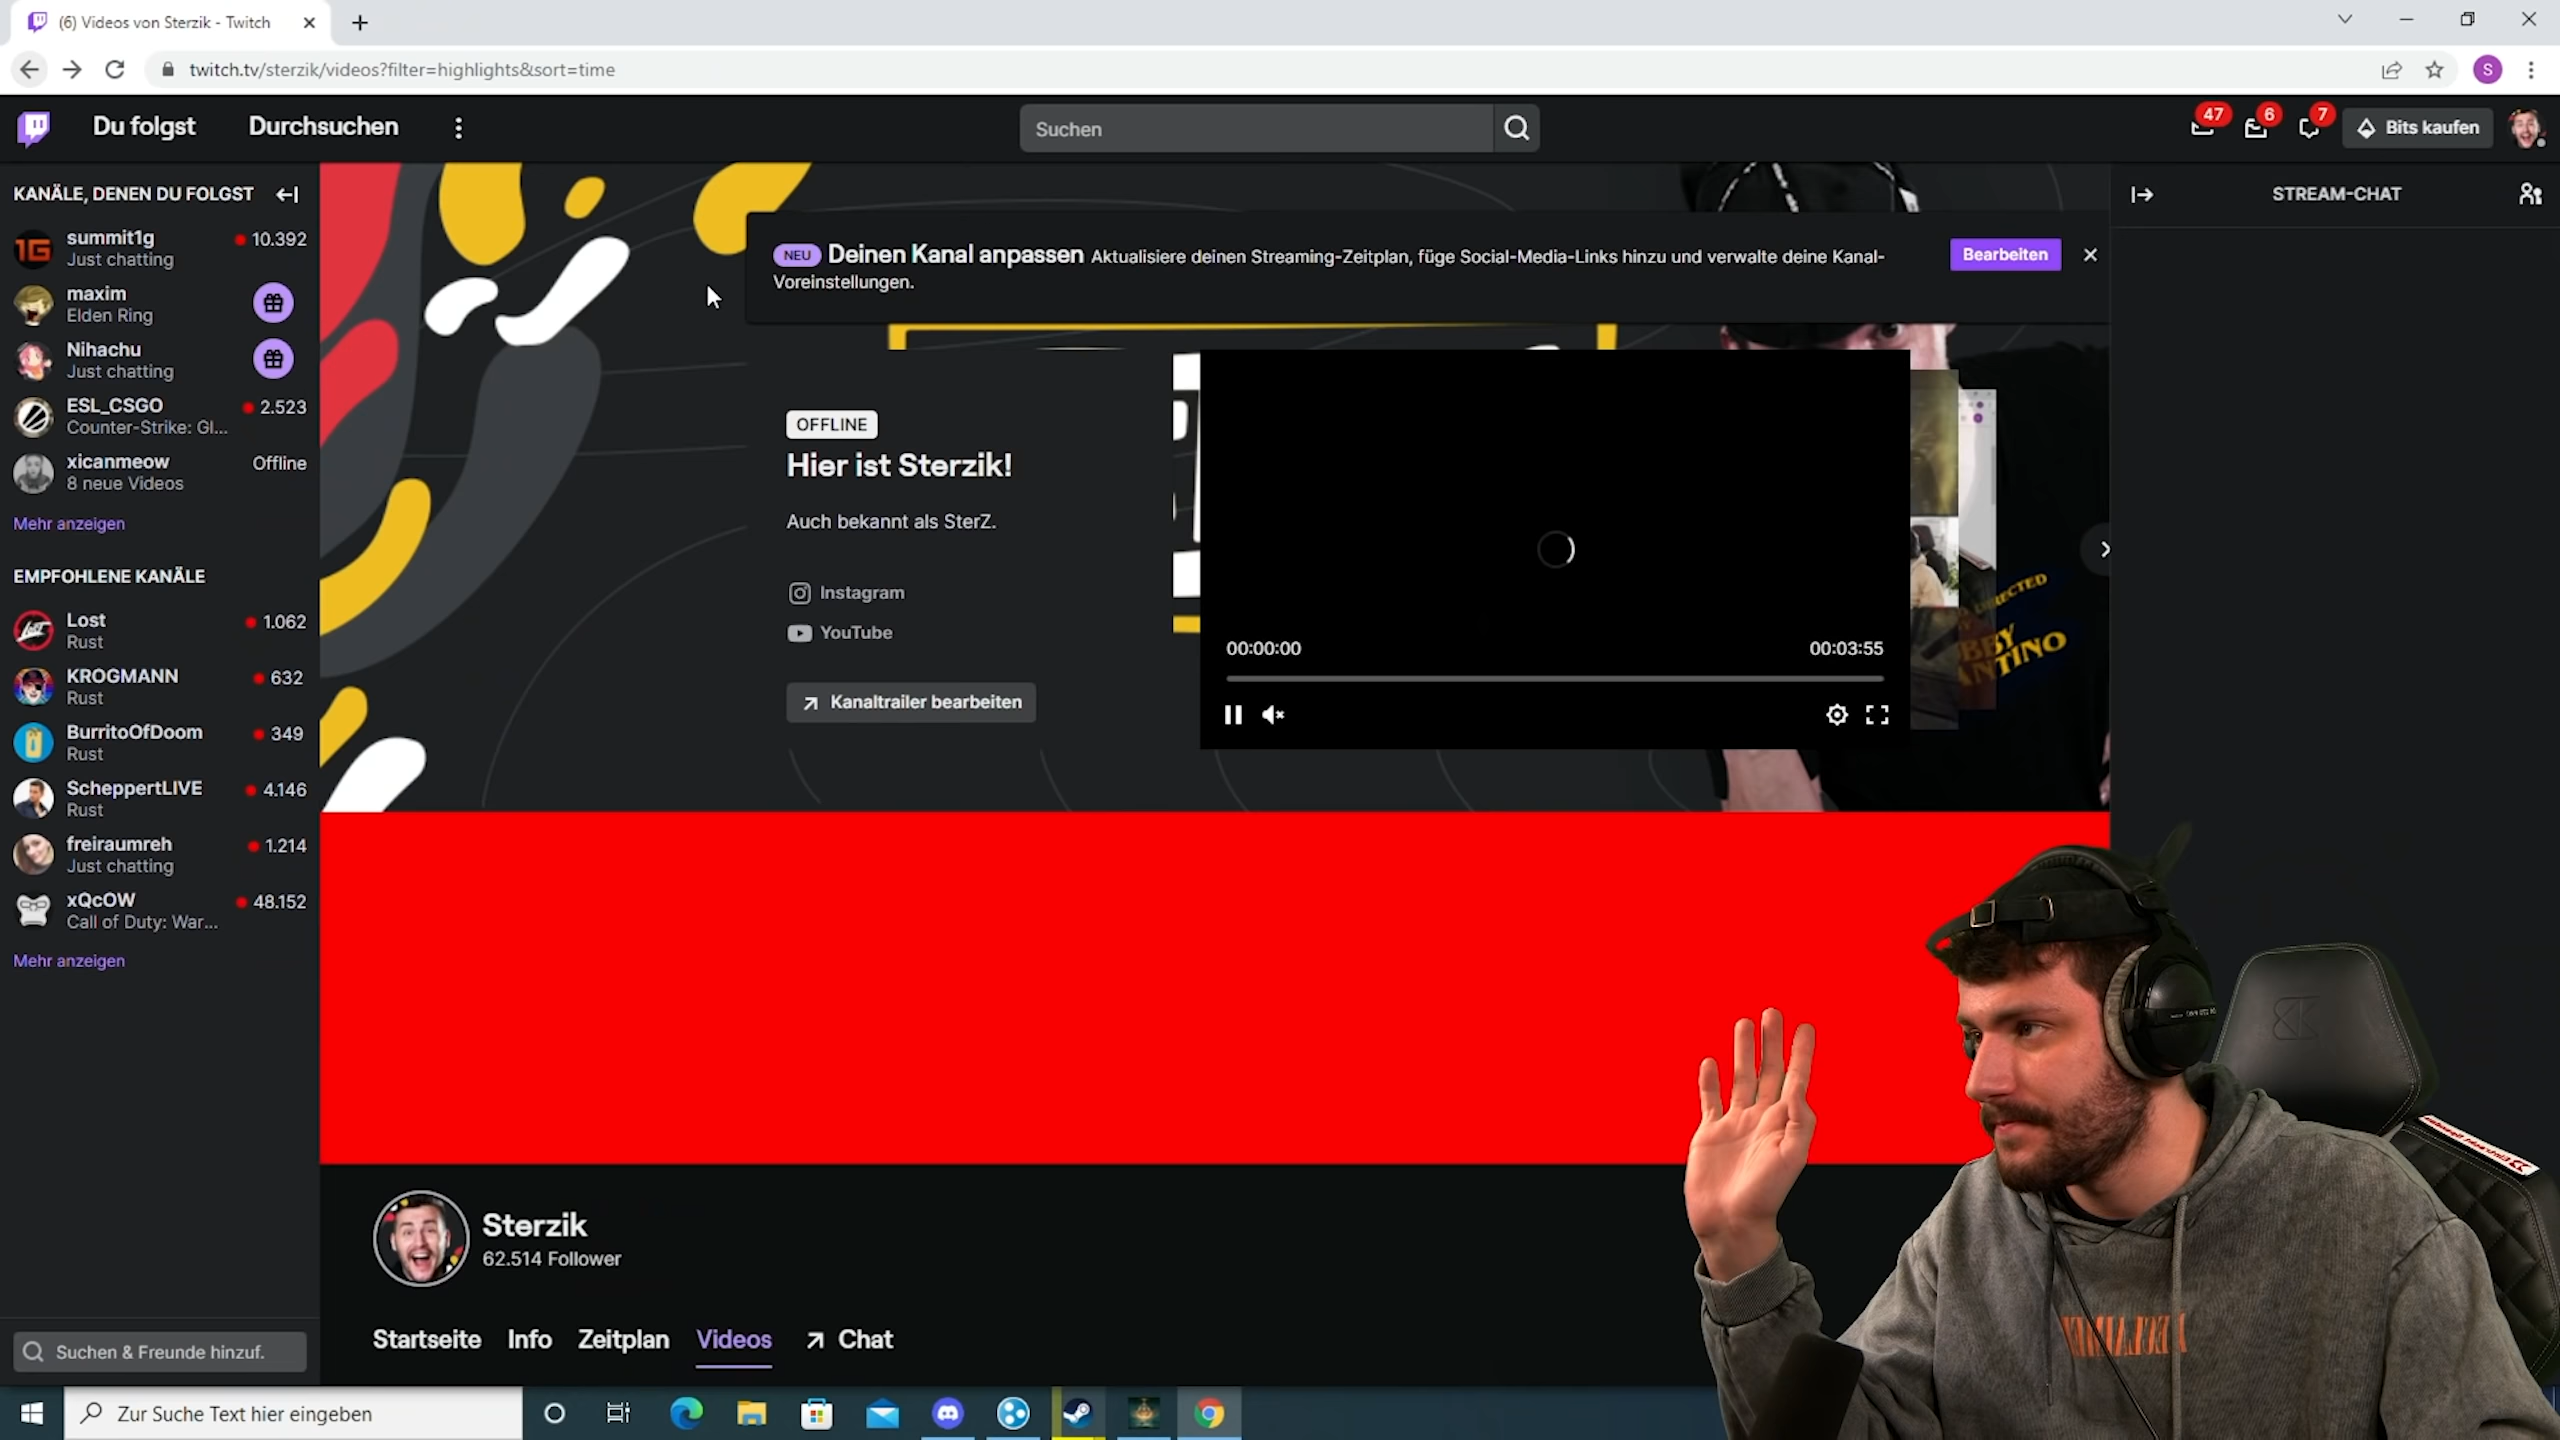 (6) Videos von Sterzik - Twitch
twitch.tv/sterzik/videos?filter=highlights&sort=time
S
Du folgst
Durchsuchen
Suchen
47
6
7
Bits kaufen
KANÄLE, DENEN DU FOLGST
1G
summit1g
10.392
Just chatting
maxim
Elden Ring
Nihachu
Just chatting
ESL_CSGO
2.523
Counter-Strike: Gl...
xicanmeow
Offline
8 neue Videos
Mehr anzeigen
EMPFOHLENE KANÄLE
Lost
1.062
Rust
KROGMANN
632
Rust
BurritoOfDoom
349
Rust
ScheppertLIVE
4.146
Rust
freiraumreh
1.214
Just chatting
xQcOW
48.152
Call of Duty: War...
Mehr anzeigen
Suchen & Freunde hinzuf.
NEU Deinen Kanal anpassen Aktualisiere deinen Streaming-Zeitplan, füge Social-Media-Links hinzu und verwalte deine Kanal-
Voreinstellungen.
Bearbeiten
OFFLINE
Hier ist Sterzik!
Auch bekannt als SterZ.
Instagram
YouTube
Kanaltrailer bearbeiten
00:00:00
00:03:55
STREAM-CHAT
Sterzik
62.514 Follower
Startseite
Info
Zeitplan
Videos
Chat
Zur Suche Text hier eingeben